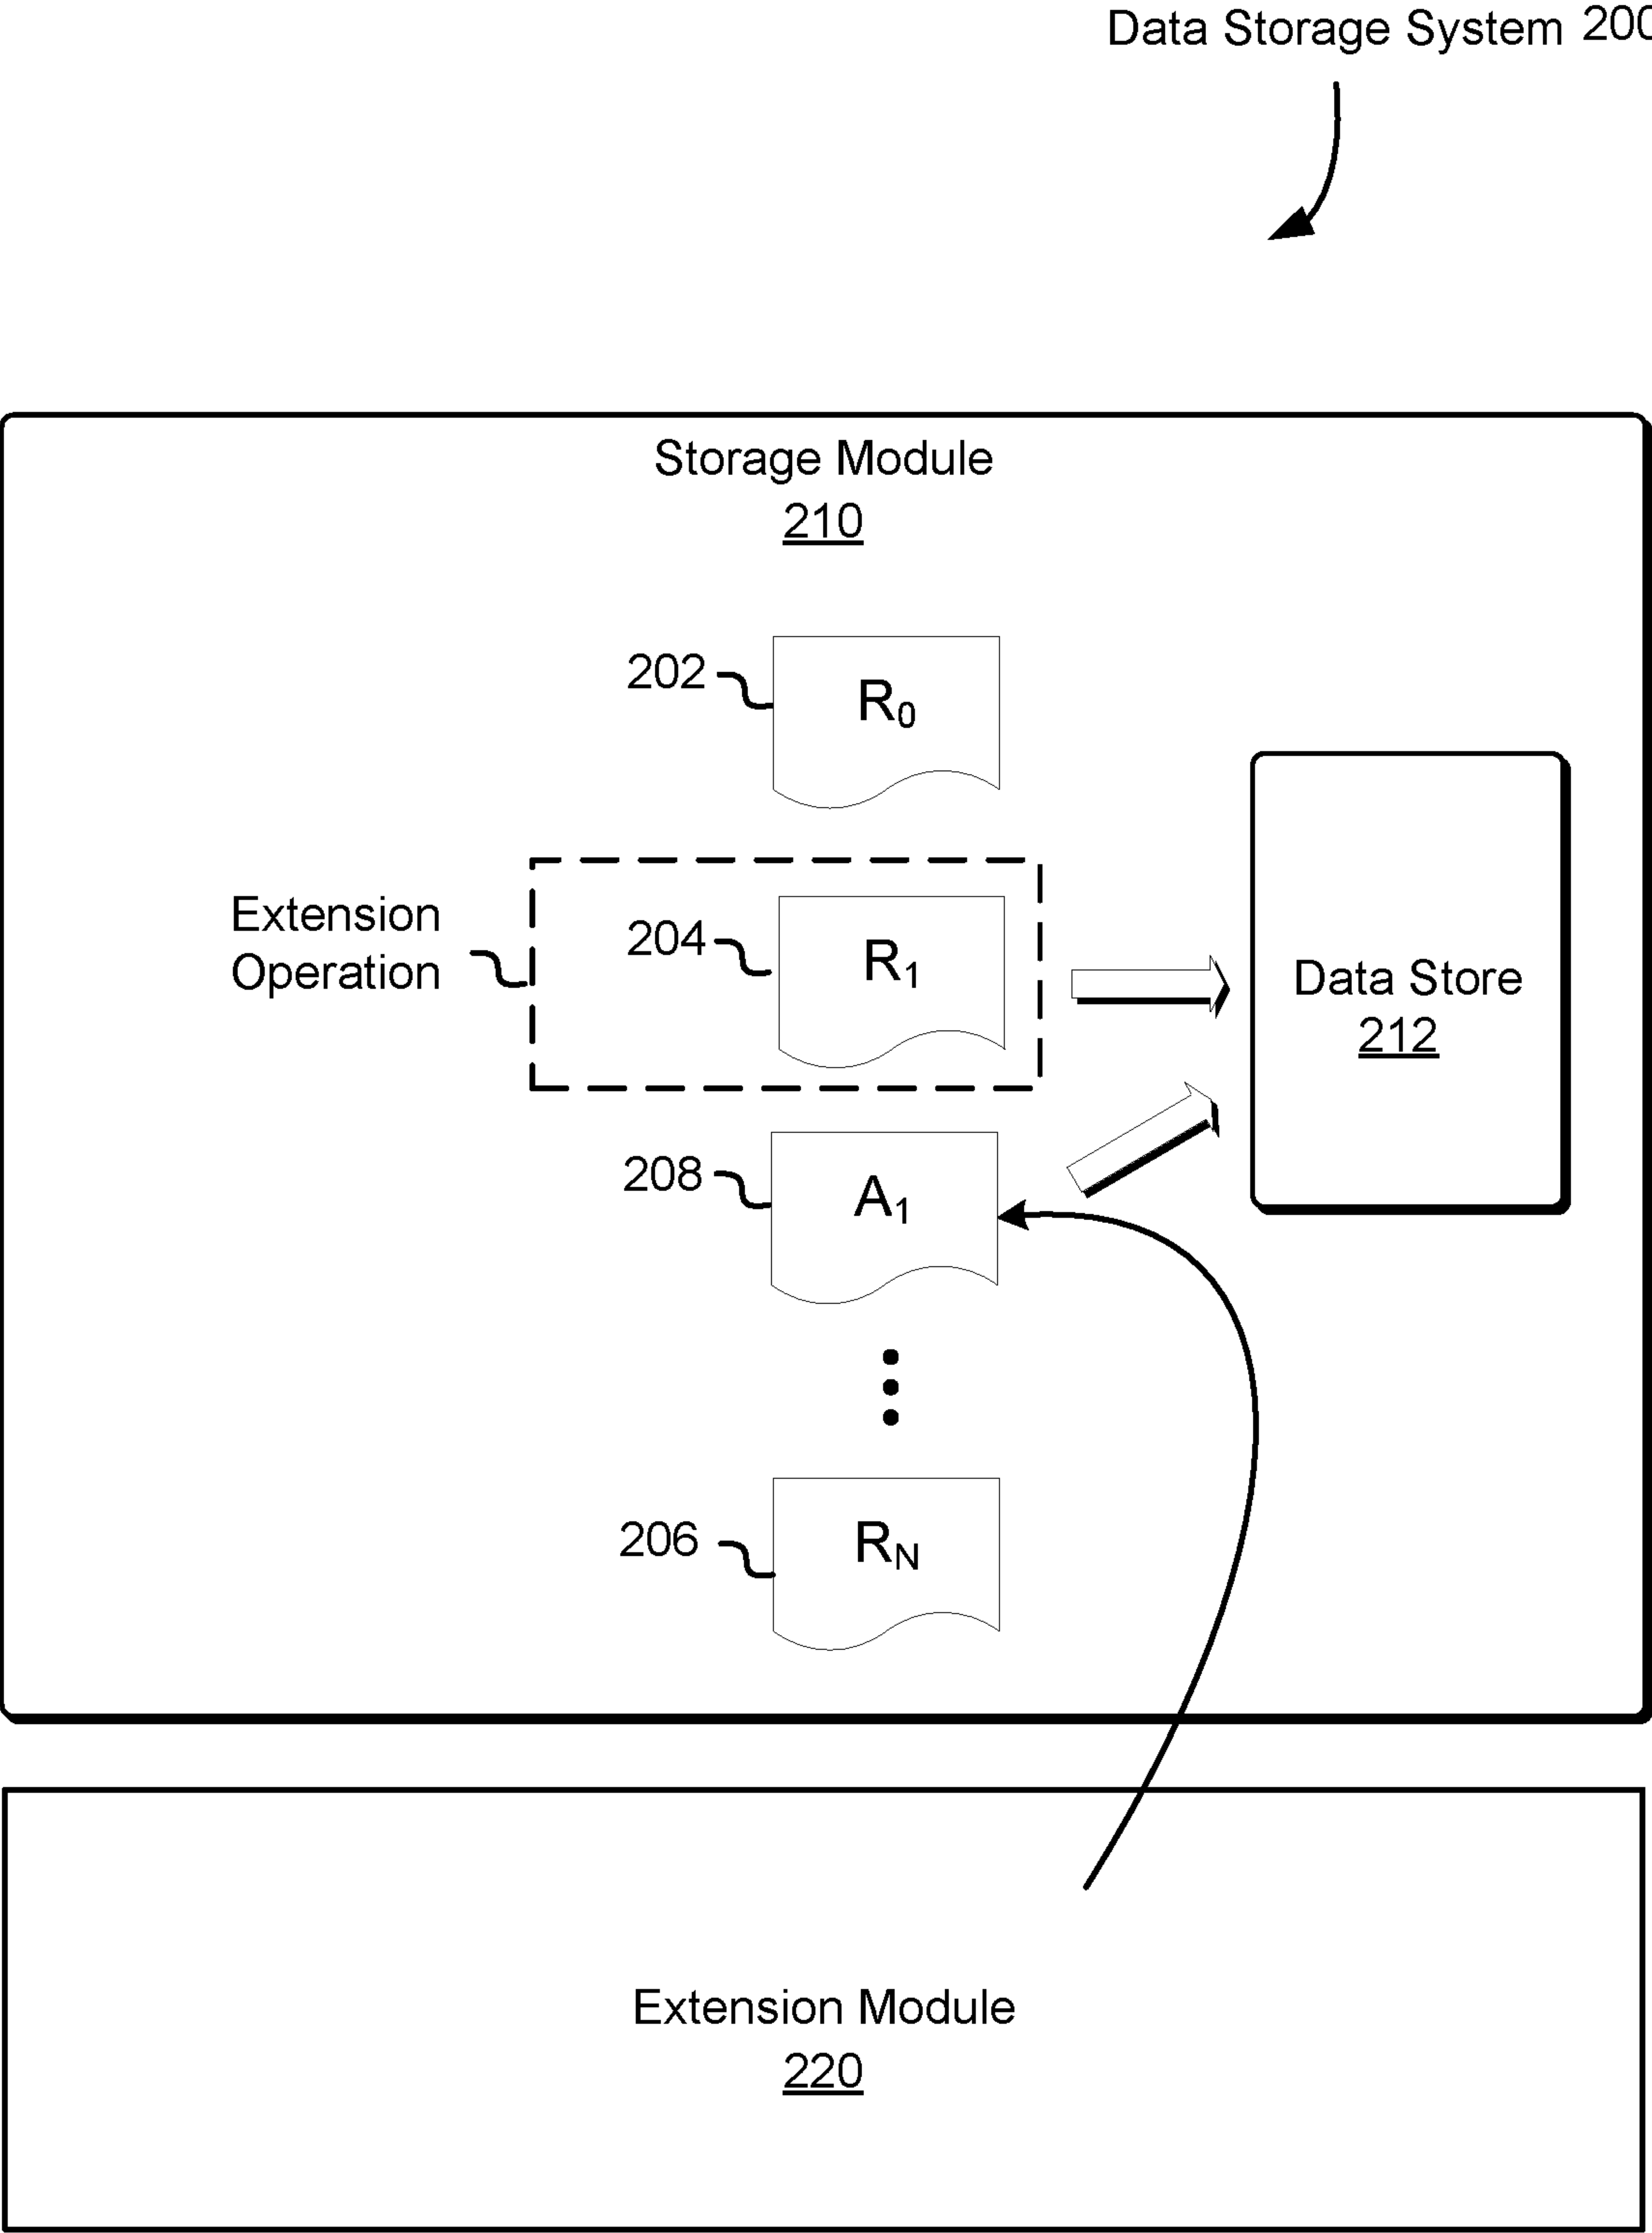 Data Storage System 200
Storage Module
210
202
R₀
Extension
Operation
204
R₁
Data Store
212
208
A₁
206
R_N
Extension Module
220